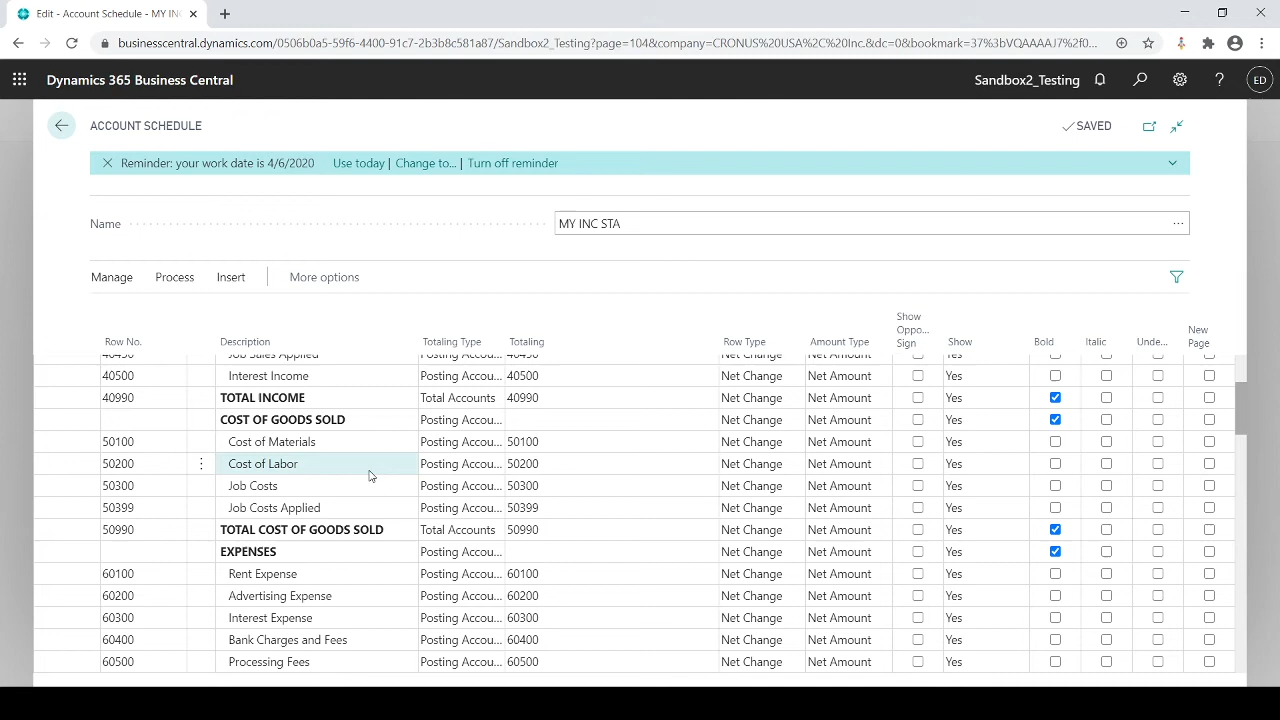 Edit - Account Schedule - MY IN
businesscentral.dynamics.com/0506b0a5-59f6-4400-91c7-2b3b8c581a87/Sandbox2_Testing?page=104&company=CRONUS%20USA%2C%20Inc.&dc=0&bookmark=37%3bVQAAAAJ7%2f0...
Dynamics 365 Business Central Sandbox2_Testing ? ED
ACCOUNT SCHEDULE SAVED
Reminder: your work date is 4/6/2020 Use today | Change to... | Turn off reminder
Name MY INC STA ...
Manage Process Insert More options
Row No. Description Totaling Type Totaling Row Type Amount Type Show Oppo... Sign Show Bold Italic Unde... New Page
40450 Job Sales Applied Posting Accou... 40450 Net Change Net Amount Yes
40500 Interest Income Posting Accou... 40500 Net Change Net Amount Yes
40990 TOTAL INCOME Total Accounts 40990 Net Change Net Amount Yes
COST OF GOODS SOLD Posting Accou... Net Change Net Amount Yes
50100 Cost of Materials Posting Accou... 50100 Net Change Net Amount Yes
50200 Cost of Labor Posting Accou... 50200 Net Change Net Amount Yes
50300 Job Costs Posting Accou... 50300 Net Change Net Amount Yes
50399 Job Costs Applied Posting Accou... 50399 Net Change Net Amount Yes
50990 TOTAL COST OF GOODS SOLD Total Accounts 50990 Net Change Net Amount Yes
EXPENSES Posting Accou... Net Change Net Amount Yes
60100 Rent Expense Posting Accou... 60100 Net Change Net Amount Yes
60200 Advertising Expense Posting Accou... 60200 Net Change Net Amount Yes
60300 Interest Expense Posting Accou... 60300 Net Change Net Amount Yes
60400 Bank Charges and Fees Posting Accou... 60400 Net Change Net Amount Yes
60500 Processing Fees Posting Accou... 60500 Net Change Net Amount Yes